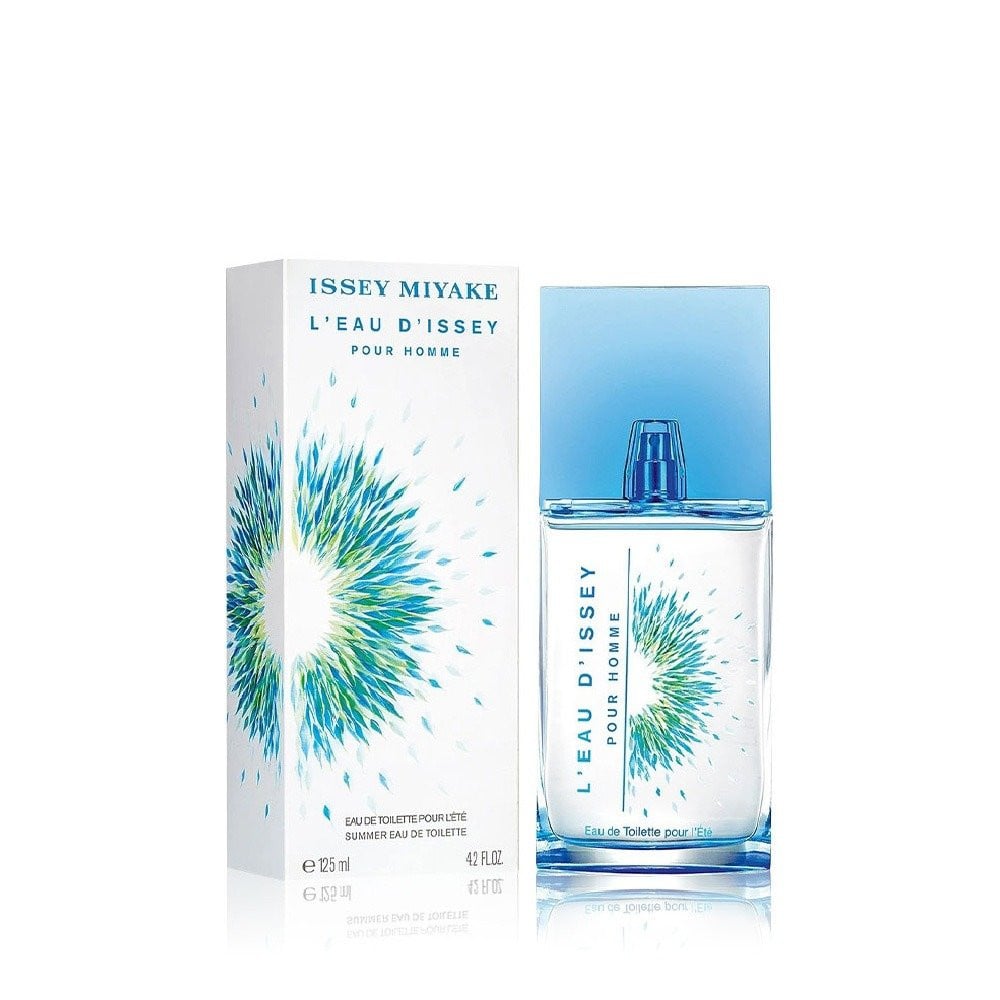 ISSEY MIYAKE
L'EAU D'ISSEY
POUR HOMME
EAU DE TOILETTE POUR L'ÉTÉ
SUMMER EAU DE TOILETTE
e 125 ml 4.2 FL.OZ.
L'EAU D'ISSEY
POUR HOMME
Eau de Toilette pour l'Été